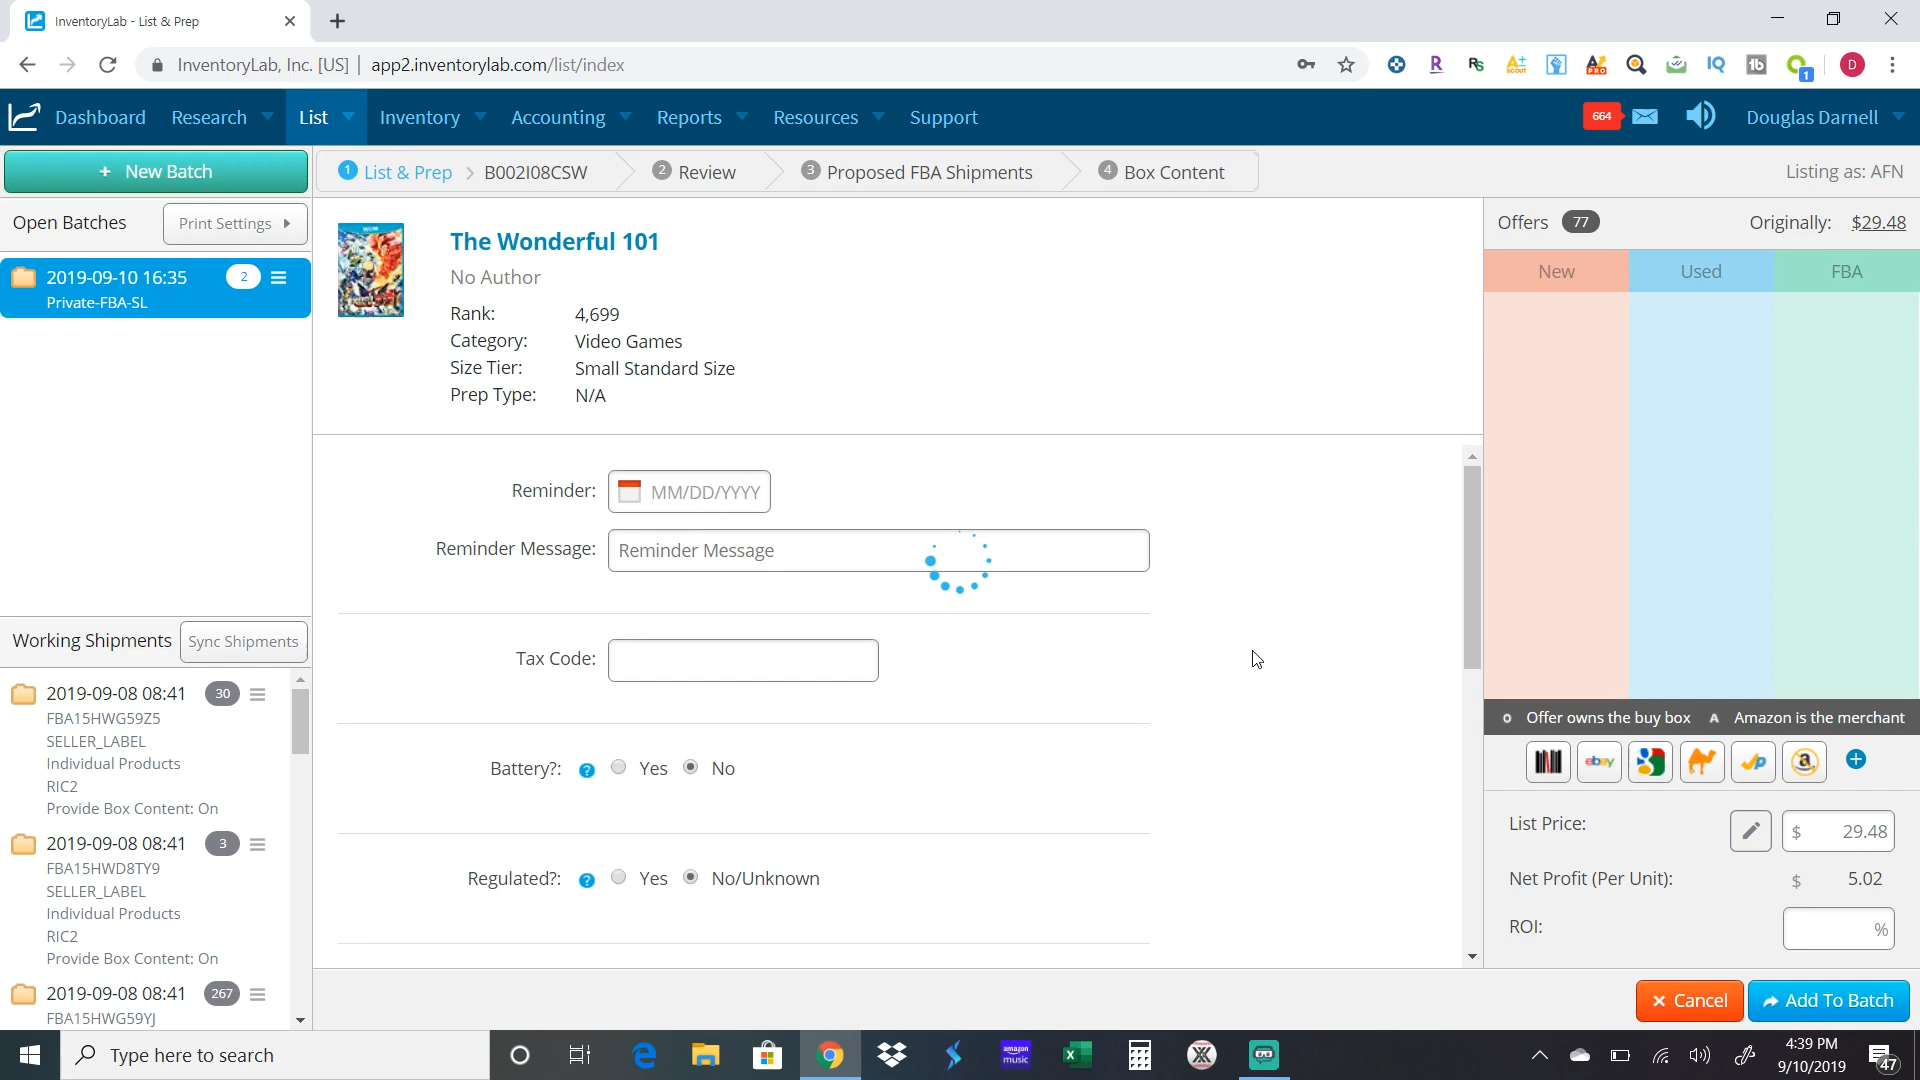 InventoryLab - List & Prep
InventoryLab, Inc. [US] | app2.inventorylab.com/list/index
Dashboard Research List Inventory Accounting Reports Resources Support 664 Douglas Darnell
+ New Batch
1 List & Prep > B002I08CSW 2 Review 3 Proposed FBA Shipments 4 Box Content Listing as: AFN
Open Batches Print Settings
2019-09-10 16:35 2
Private-FBA-SL
The Wonderful 101
No Author
Rank: 4,699
Category: Video Games
Size Tier: Small Standard Size
Prep Type: N/A
Offers 77 Originally: $29.48
New Used FBA
Reminder: MM/DD/YYYY
Reminder Message: Reminder Message
Tax Code:
Battery?: ? Yes No
Regulated?: ? Yes No/Unknown
Working Shipments Sync Shipments
2019-09-08 08:41 30
FBA15HWG59Z5
SELLER_LABEL
Individual Products
RIC2
Provide Box Content: On
2019-09-08 08:41 3
FBA15HWD8TY9
SELLER_LABEL
Individual Products
RIC2
Provide Box Content: On
2019-09-08 08:41 267
FBA15HWG59YJ
O Offer owns the buy box A Amazon is the merchant
ebay
List Price: $ 29.48
Net Profit (Per Unit): $ 5.02
ROI: %
Cancel Add To Batch
Type here to search
amazon music
4:39 PM
9/10/2019
47